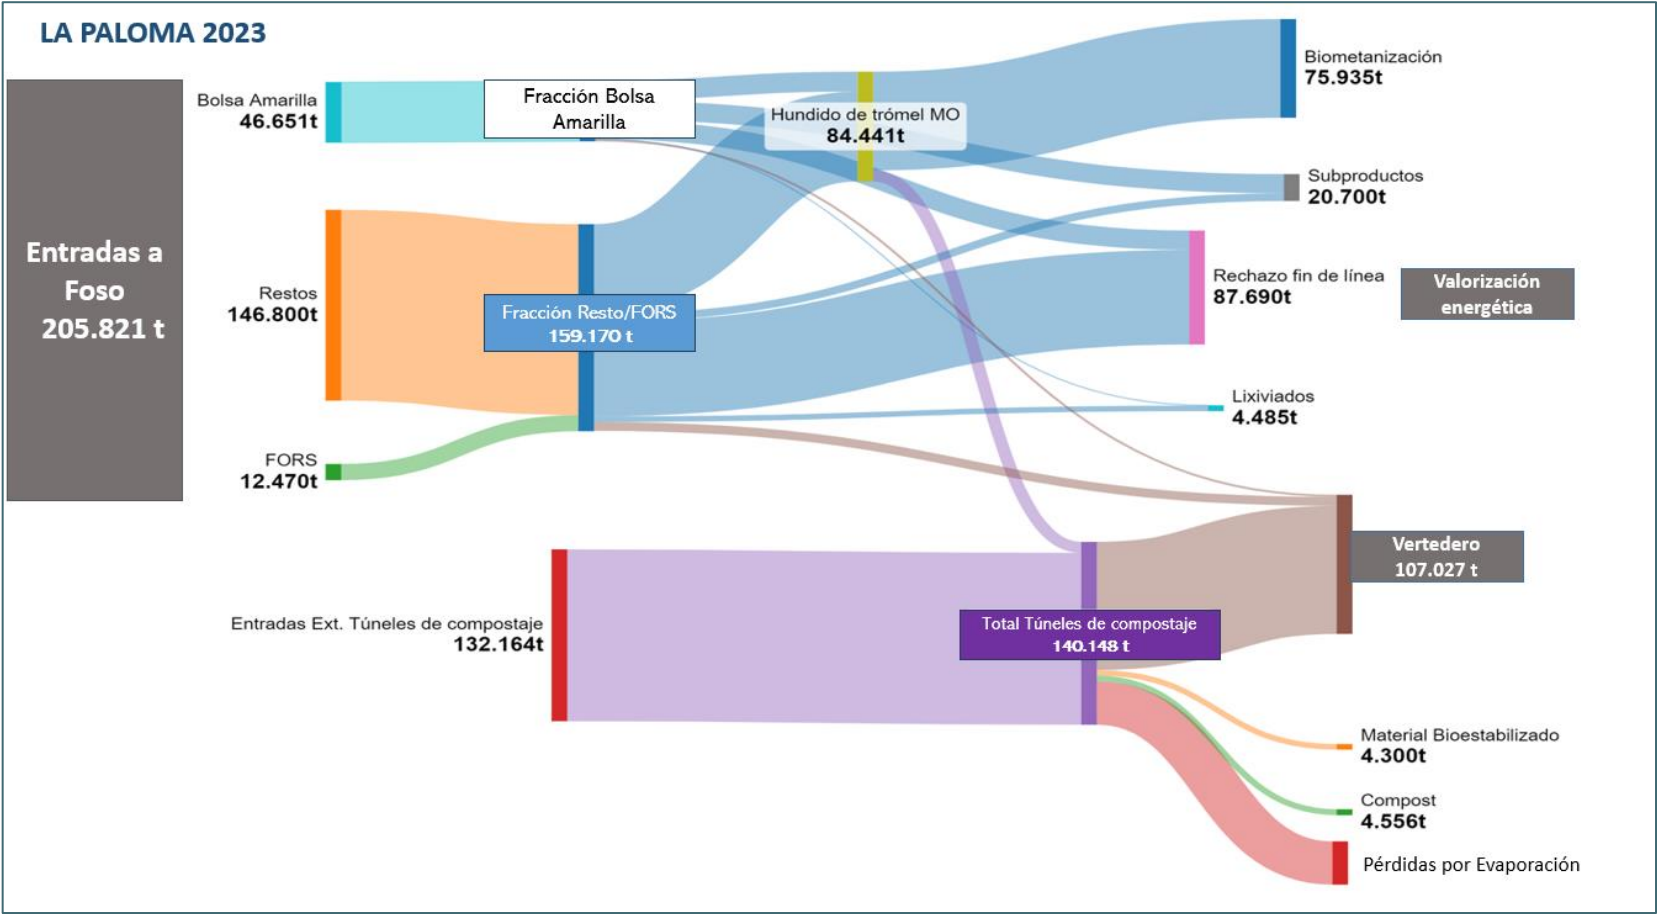 LA PALOMA 2023
Entradas a
Foso
205.821 t
Bolsa Amarilla
46.651t
Fracción Bolsa
Amarilla
Hundido de trómel MO
84.441t
Biometanización
75.935t
Subproductos
20.700t
Restos
146.800t
Fracción Resto/FORS
159.170 t
Rechazo fin de línea
87.690t
Valorización
energética
Lixiviados
4.485t
FORS
12.470t
Vertedero
107.027 t
Entradas Ext. Túneles de compostaje
132.164t
Total Túneles de compostaje
140.148 t
Material Bioestabilizado
4.300t
Compost
4.556t
Pérdidas por Evaporación